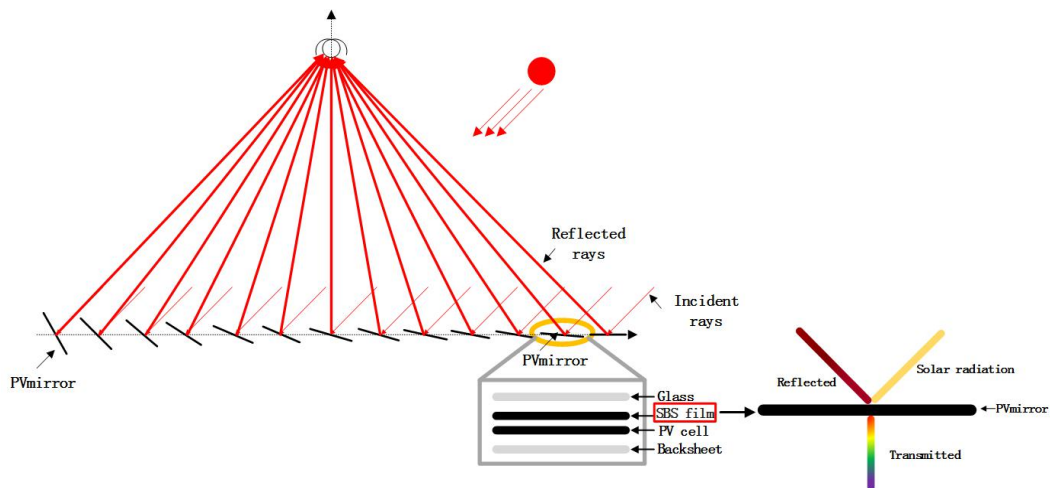 Reflected
rays
Incident
rays
PVmirror
PVmirror
Glass
SBS film
PV cell
Backsheet
Reflected
Solar radiation
PVmirror
Transmitted